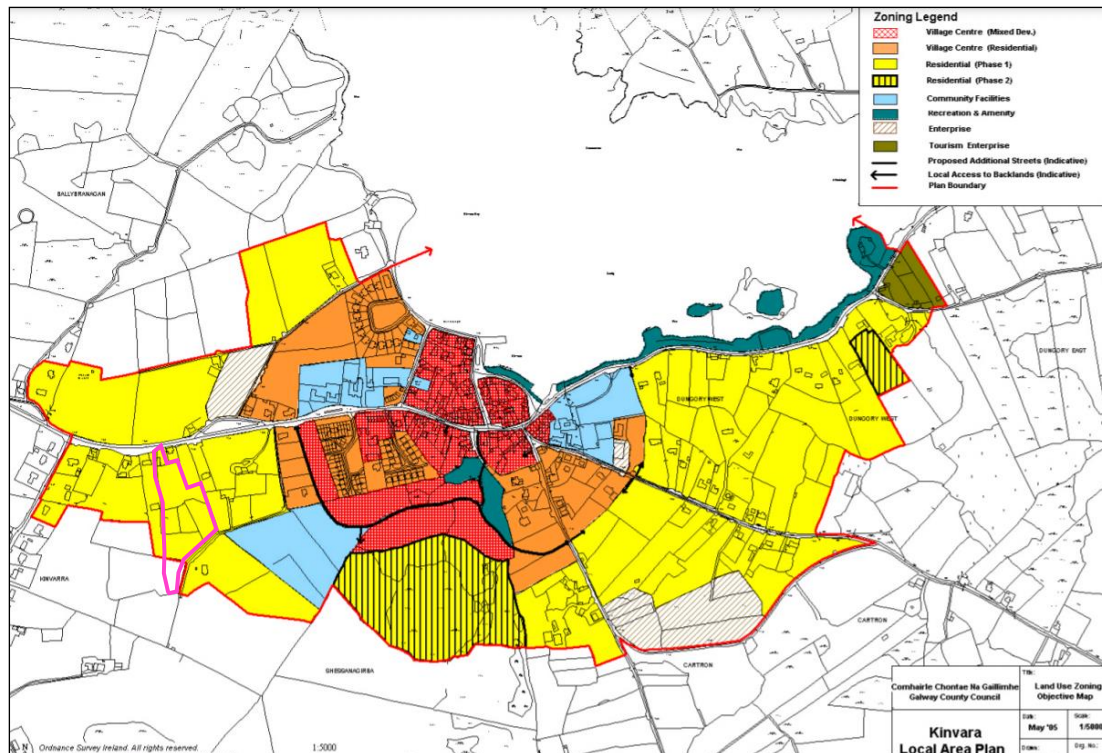 Zoning Legend
Village Centre (Mixed Dev.)
Village Centre (Residential)
Residential (Phase 1)
Residential (Phase 2)
Community Facilities
Recreation & Amenity
Enterprise
Tourism Enterprise
Proposed Additional Streets (Indicative)
Local Access to Backlands (Indicative)
Plan Boundary
BALLYBRANAGAN
DUNGORY EAST
DUNGORY WEST
DUNGORY WEST
KINVARRA
CARTRON
CARTRON
Comhairle Chontae Na Gaillimhe
Galway County Council
Title:
Land Use Zoning
Objective Map
Kinvara
Local Area Plan
Date:
May '05
Scale:
1/5000
Drg. No.:
N
Ordnance Survey Ireland. All rights reserved.
1:5000